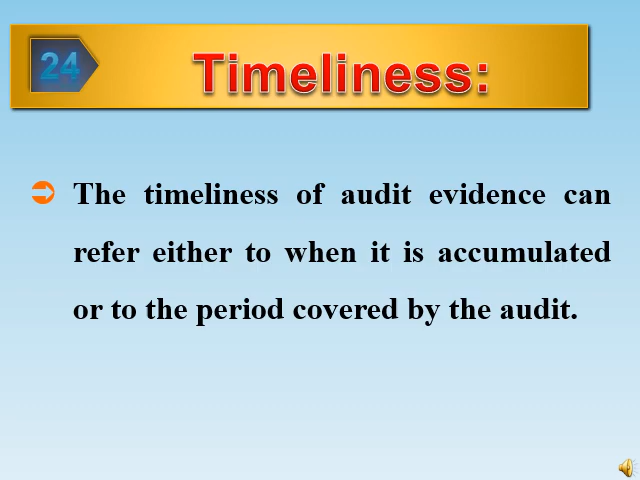 24
Timeliness:
The timeliness of audit evidence can
refer either to when it is accumulated
or to the period covered by the audit.